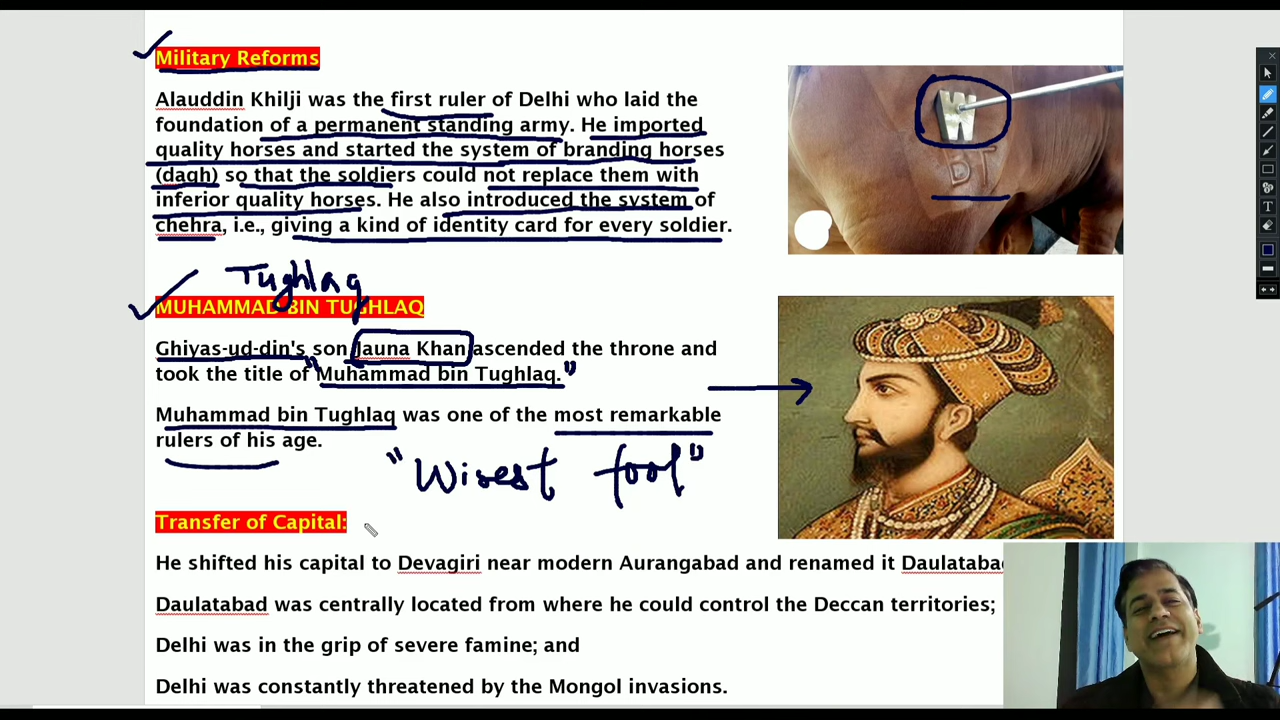 Military Reforms
Alauddin Khilji was the first ruler of Delhi who laid the
foundation of a permanent standing army. He imported
quality horses and started the system of branding horses
(dagh) so that the soldiers could not replace them with
inferior quality horses. He also introduced the system of
chehra, i.e., giving a kind of identity card for every soldier.
W
DT
Tughlaq
MUHAMMAD BIN TUGHLAQ
Ghiyas-ud-din's son Jauna Khan ascended the throne and
took the title of "Muhammad bin Tughlaq."
Muhammad bin Tughlaq was one of the most remarkable
rulers of his age.
"Wisest fool"
Transfer of Capital:
He shifted his capital to Devagiri near modern Aurangabad and renamed it Daulatabad
Daulatabad was centrally located from where he could control the Deccan territories;
Delhi was in the grip of severe famine; and
Delhi was constantly threatened by the Mongol invasions.
T